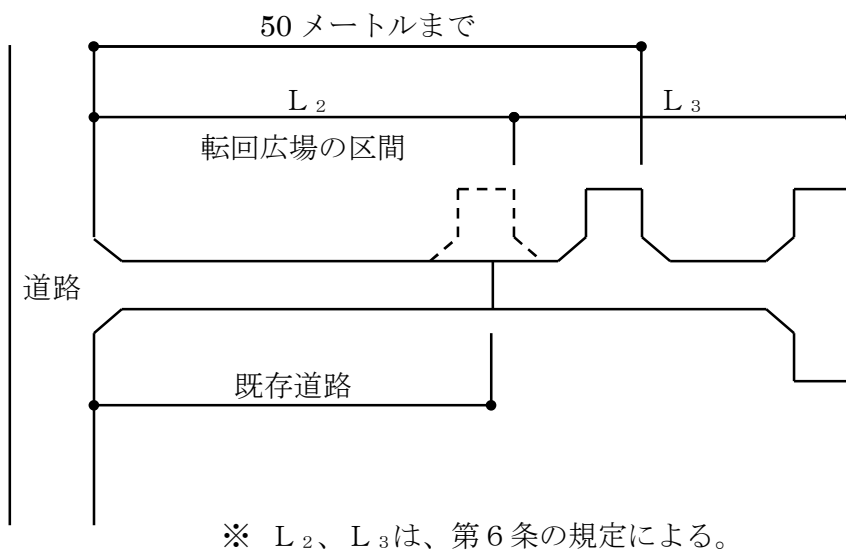 50 メートルまで
L₂
L₃
転回広場の区間
道路
既存道路
※ L₂、L₃は、第6条の規定による。